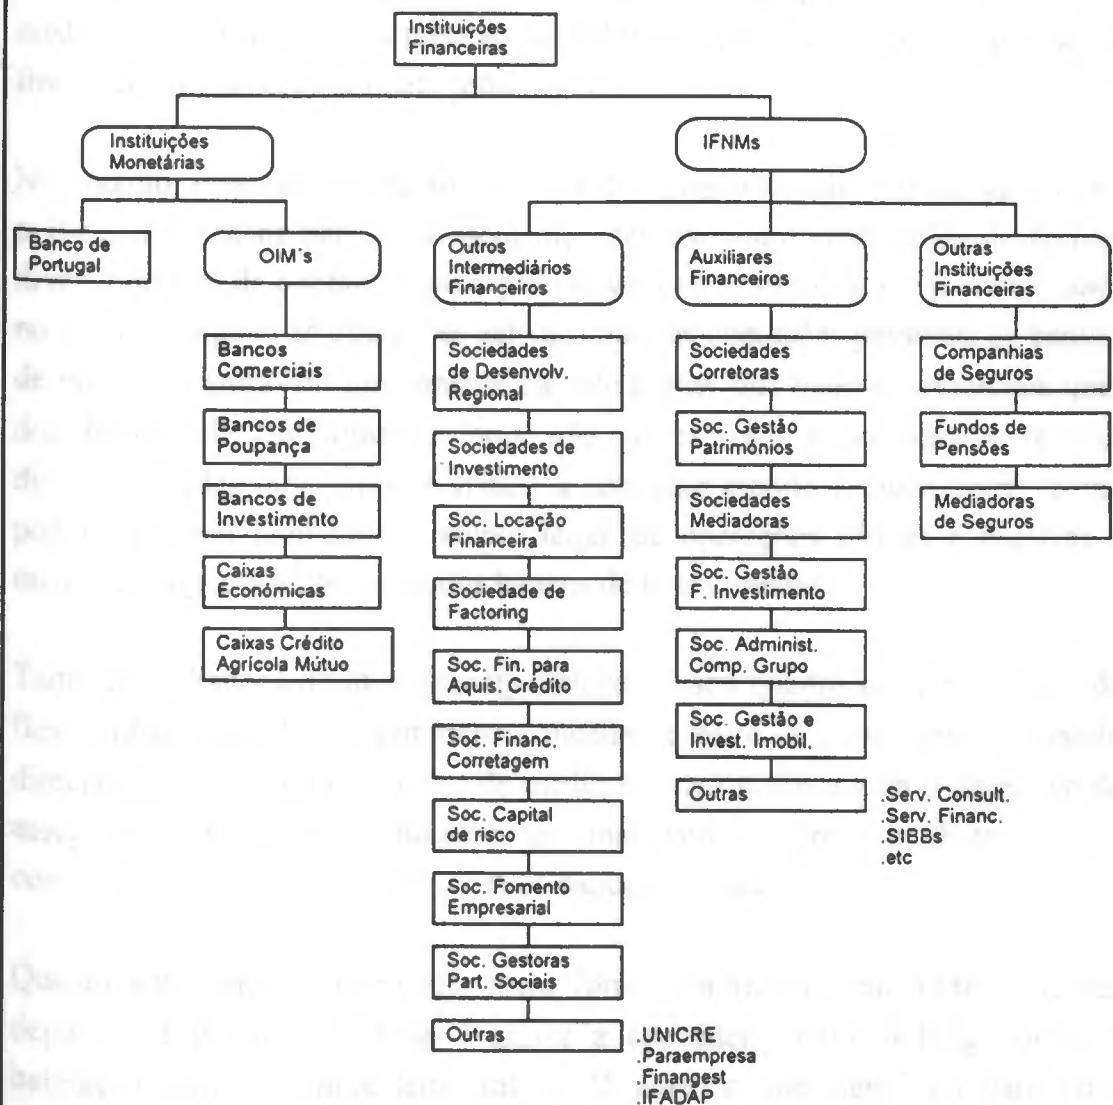 Instituições
Financeiras
Instituições
Monetárias
IFNMs
Banco de
Portugal
OIM´s
Outros
Intermediários
Financeiros
Auxiliares
Financeiros
Outras
Instituições
Financeiras
Bancos
Comerciais
Bancos de
Poupança
Bancos de
Investimento
Caixas
Económicas
Caixas Crédito
Agrícola Mútuo
Sociedades
de Desenvolv.
Regional
Sociedades de
Investimento
Soc. Locação
Financeira
Sociedade de
Factoring
Soc. Fin. para
Aquis. Crédito
Soc. Financ.
Corretagem
Soc. Capital
de risco
Soc. Fomento
Empresarial
Soc. Gestoras
Part. Sociais
Outras
.UNICRE
.Paraempresa
.Finangest
.IFADAP
Sociedades
Corretoras
Soc. Gestão
Patrimónios
Sociedades
Mediadoras
Soc. Gestão
F. Investimento
Soc. Administ.
Comp. Grupo
Soc. Gestão e
Invest. Imobil.
Outras
.Serv. Consult.
.Serv. Financ.
.SIBBs
.etc
Companhias
de Seguros
Fundos de
Pensões
Mediadoras
de Seguros